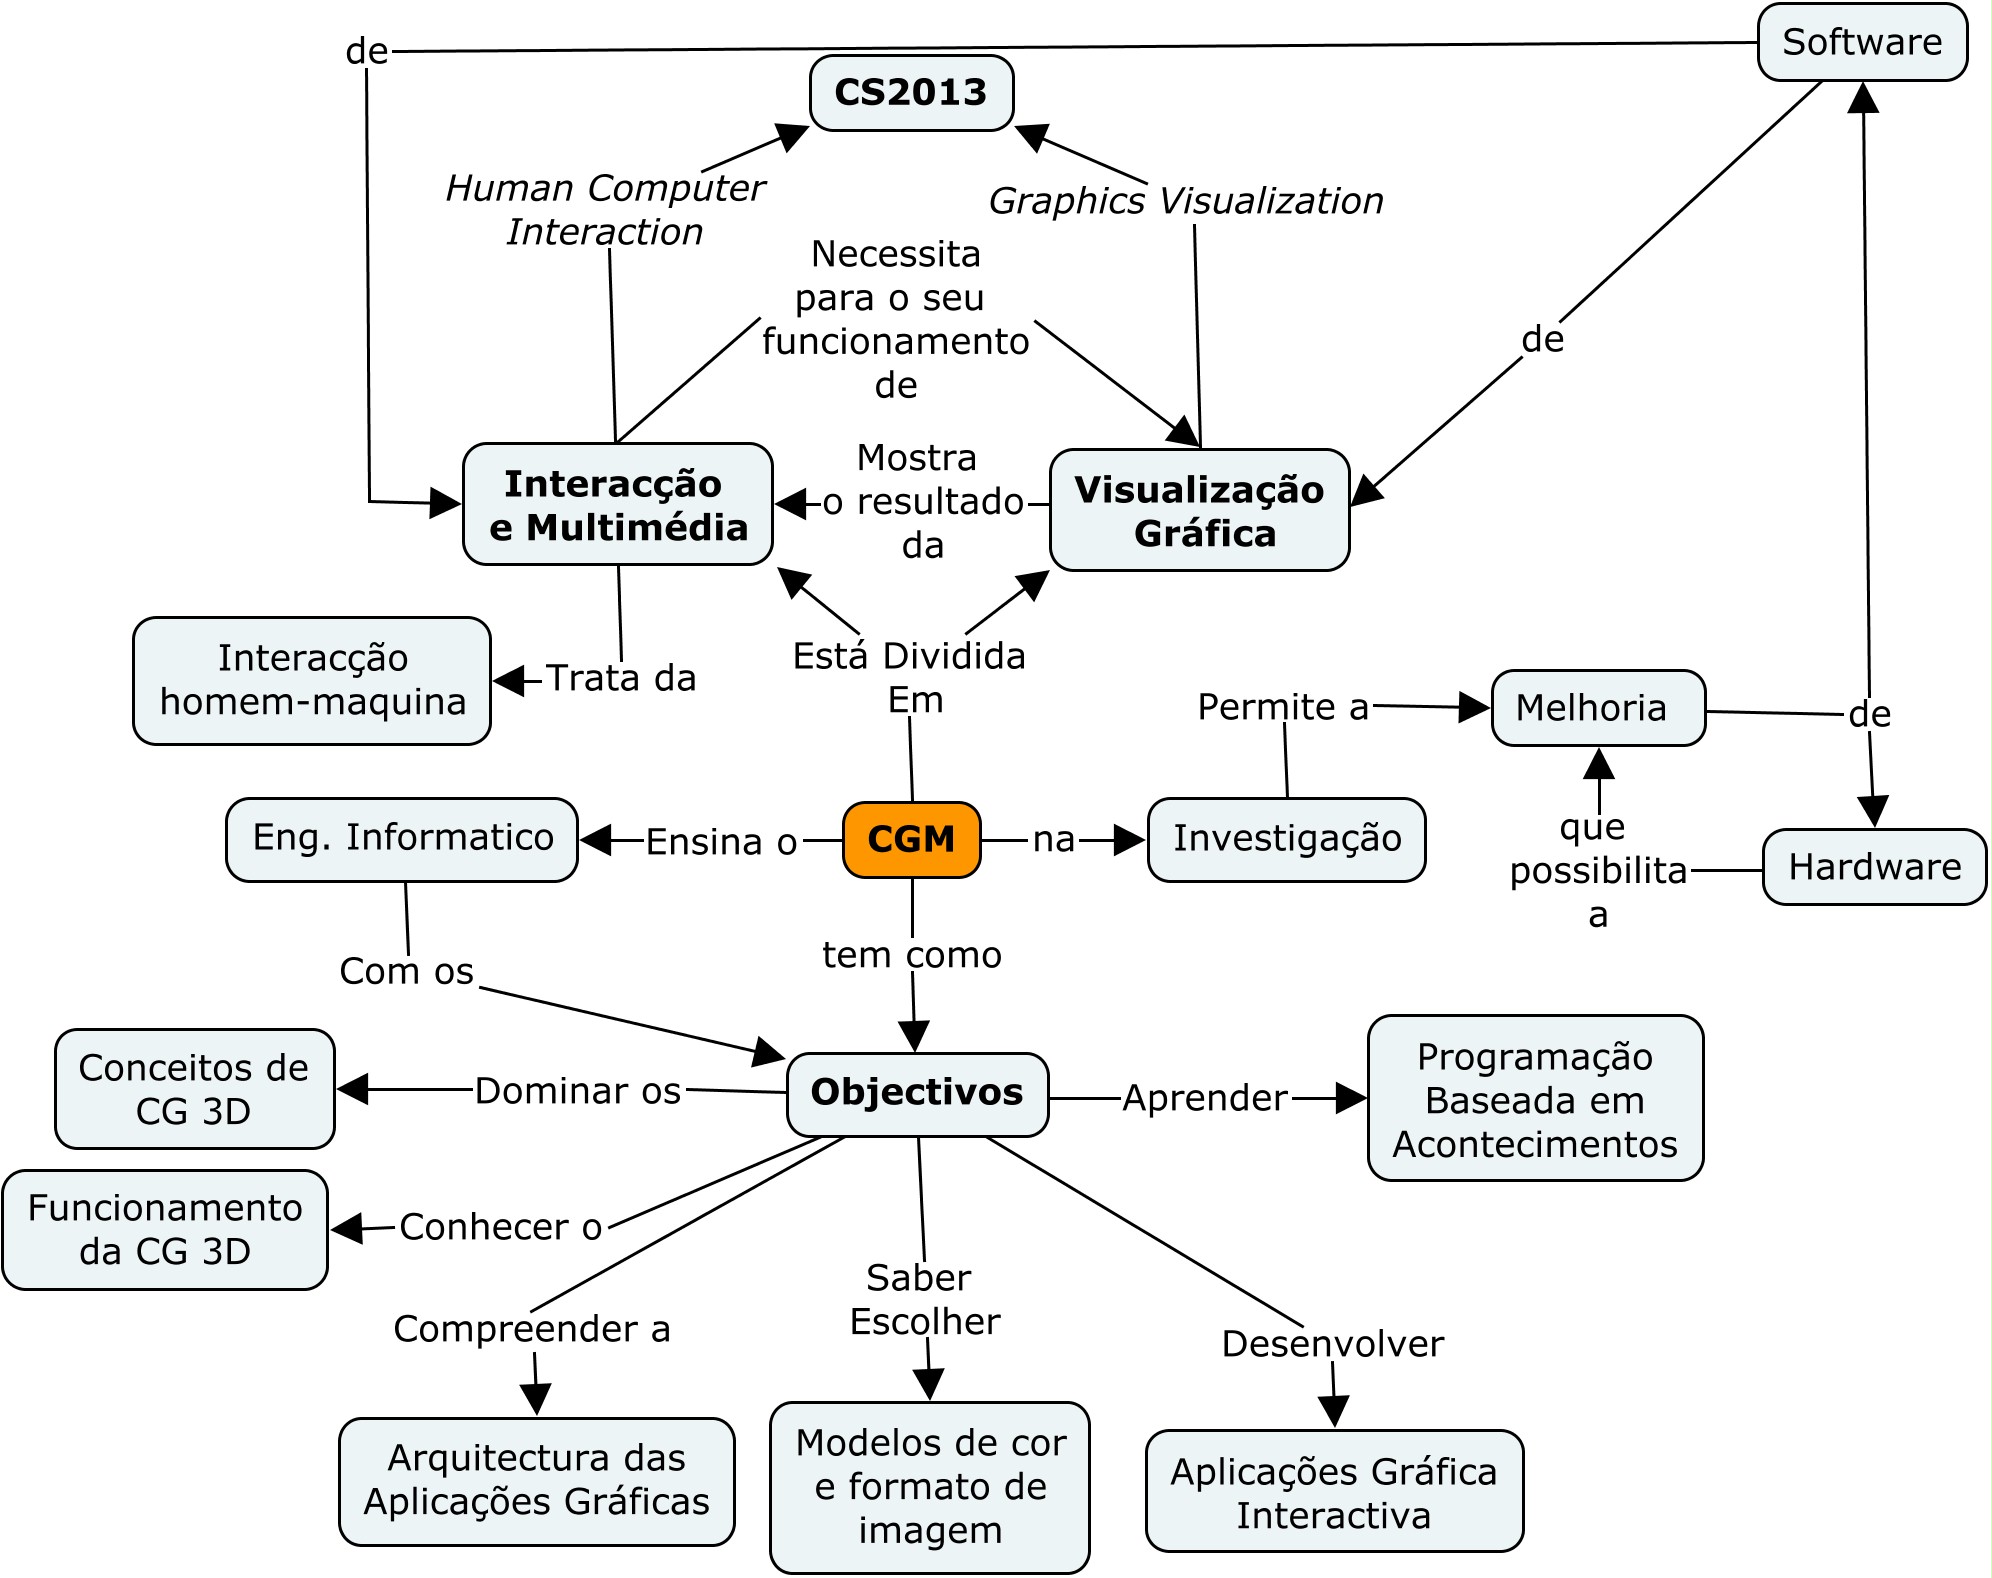 de
Software
CS2013
Human Computer
Interaction
Graphics Visualization
Necessita
para o seu
funcionamento
de
de
Interacção
e Multimédia
Mostra
o resultado
da
Visualização
Gráfica
Interacção
homem-maquina
Trata da
Está Dividida
Em
Permite a
Melhoria
de
Eng. Informatico
Ensina o
CGM
na
Investigação
que
possibilita
a
Hardware
Com os
tem como
Conceitos de
CG 3D
Dominar os
Objectivos
Aprender
Programação
Baseada em
Acontecimentos
Funcionamento
da CG 3D
Conhecer o
Compreender a
Saber
Escolher
Desenvolver
Arquitectura das
Aplicações Gráficas
Modelos de cor
e formato de
imagem
Aplicações Gráfica
Interactiva